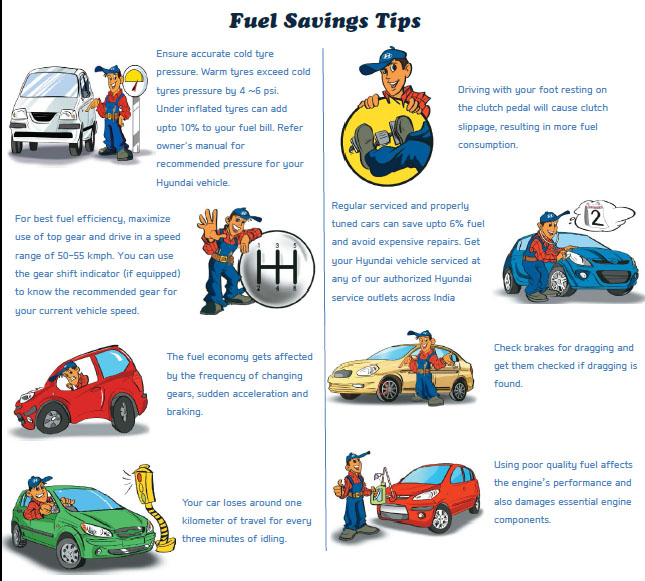 Fuel Savings Tips
Ensure accurate cold tyre
pressure. Warm tyres exceed cold
tyres pressure by 4 ~6 psi.
Under inflated tyres can add
upto 10% to your fuel bill. Refer
owner's manual for
recommended pressure for your
Hyundai vehicle.
Driving with your foot resting on
the clutch pedal will cause clutch
slippage, resulting in more fuel
consumption.
For best fuel efficiency, maximize
use of top gear and drive in a speed
range of 50-55 kmph. You can use
the gear shift indicator (if equipped)
to know the recommended gear for
your current vehicle speed.
1 3 5
2 4 6
Regular serviced and properly
tuned cars can save upto 6% fuel
and avoid expensive repairs. Get
your Hyundai vehicle serviced at
any of our authorized Hyundai
service outlets across India
2
The fuel economy gets affected
by the frequency of changing
gears, sudden acceleration and
braking.
Check brakes for dragging and
get them checked if dragging is
found.
Your car loses around one
kilometer of travel for every
three minutes of idling.
Using poor quality fuel affects
the engine's performance and
also damages essential engine
components.